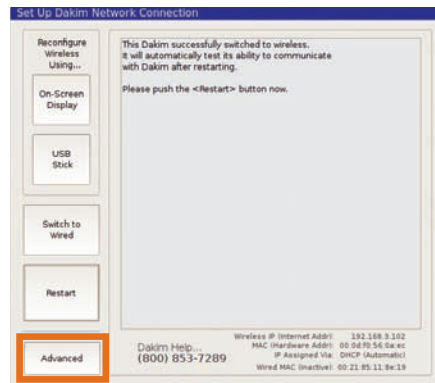 Set Up Dakim Network Connection
Reconfigure
Wireless
Using...
On-Screen
Display
USB
Stick
Switch to
Wired
Restart
Advanced
This Dakim successfully switched to wireless.
It will automatically test its ability to communicate
with Dakim after restarting.
Please push the <Restart> button now.
Dakim Help...
(800) 853-7289
Wireless IP (Internet Addr): 192.168.3.102
MAC (Hardware Addr): 00:0d:f0:56:0a:ec
IP Assigned Via: DHCP (Automatic)
Wired MAC (Inactive): 00:21:85:11:8e:19